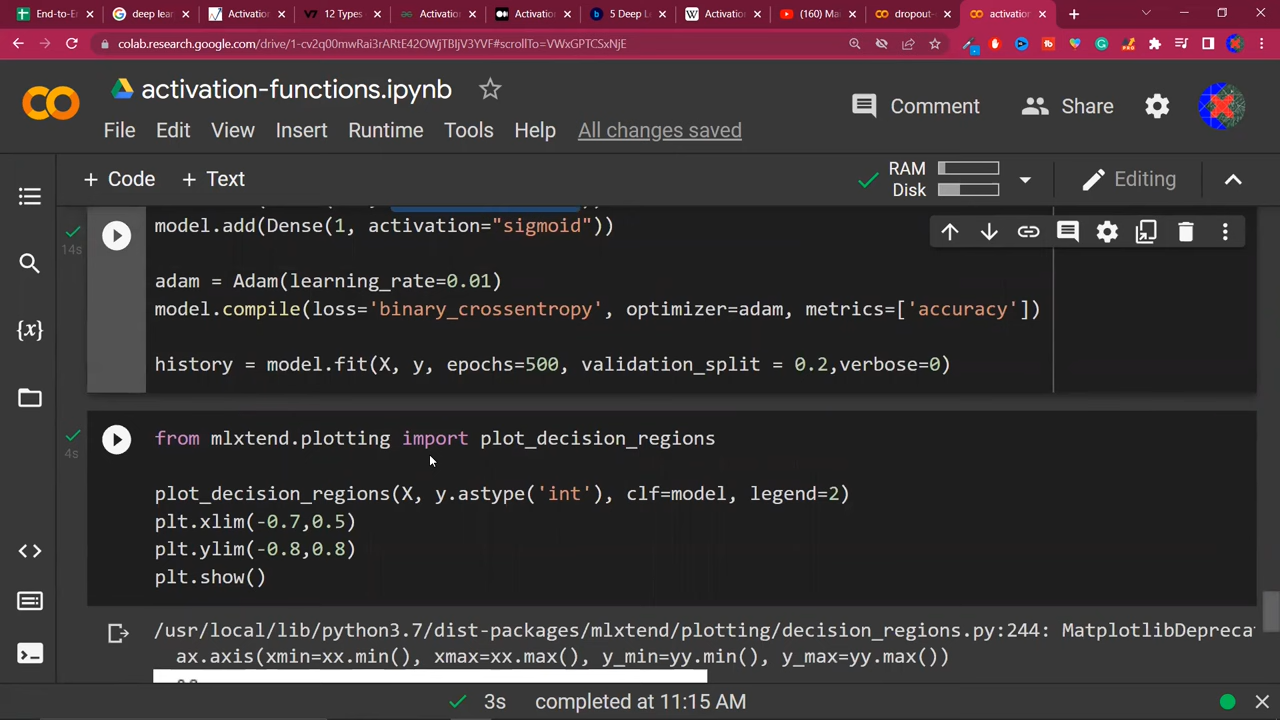 End-to-E
deep lear
Activation
12 Types
Activation
Activation
5 Deep L
Activation
(160) Ma
dropout-
activation
colab.research.google.com/drive/1-cv2q00mwRai3rARtE42OWjTBIjV3YVF#scrollTo=VWxGPTCSxNjE
activation-functions.ipynb
Comment
Share
File
Edit
View
Insert
Runtime
Tools
Help
All changes saved
+ Code
+ Text
RAM
Disk
Editing
14s
model.add(Dense(1, activation="sigmoid"))
adam = Adam(learning_rate=0.01)
model.compile(loss='binary_crossentropy', optimizer=adam, metrics=['accuracy'])
history = model.fit(X, y, epochs=500, validation_split = 0.2,verbose=0)
4s
from mlxtend.plotting import plot_decision_regions
plot_decision_regions(X, y.astype('int'), clf=model, legend=2)
plt.xlim(-0.7,0.5)
plt.ylim(-0.8,0.8)
plt.show()
/usr/local/lib/python3.7/dist-packages/mlxtend/plotting/decision_regions.py:244: MatplotlibDeprecat
ax.axis(xmin=xx.min(), xmax=xx.max(), y_min=yy.min(), y_max=yy.max())
3s
completed at 11:15 AM